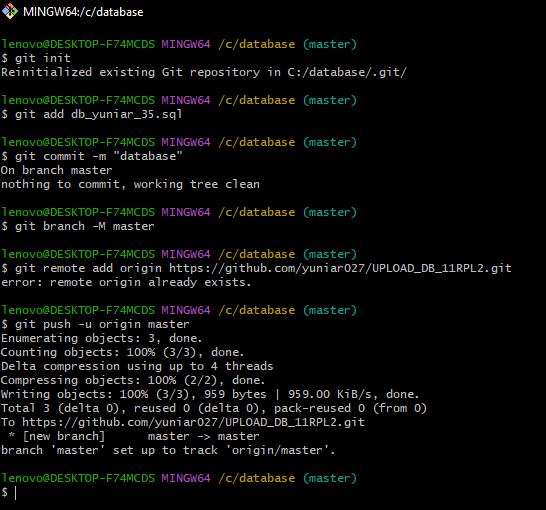 MINGW64:/c/database
lenovo@DESKTOP-F74MCDS MINGW64 /c/database (master)
$ git init
Reinitialized existing Git repository in C:/database/.git/
lenovo@DESKTOP-F74MCDS MINGW64 /c/database (master)
$ git add db_yuniar_35.sql
lenovo@DESKTOP-F74MCDS MINGW64 /c/database (master)
$ git commit -m "database"
On branch master
nothing to commit, working tree clean
lenovo@DESKTOP-F74MCDS MINGW64 /c/database (master)
$ git branch -M master
lenovo@DESKTOP-F74MCDS MINGW64 /c/database (master)
$ git remote add origin https://github.com/yuniar027/UPLOAD_DB_11RPL2.git
error: remote origin already exists.
lenovo@DESKTOP-F74MCDS MINGW64 /c/database (master)
$ git push -u origin master
Enumerating objects: 3, done.
Counting objects: 100% (3/3), done.
Delta compression using up to 4 threads
Compressing objects: 100% (2/2), done.
Writing objects: 100% (3/3), 959 bytes | 959.00 KiB/s, done.
Total 3 (delta 0), reused 0 (delta 0), pack-reused 0 (from 0)
To https://github.com/yuniar027/UPLOAD_DB_11RPL2.git
 * [new branch]      master -> master
branch 'master' set up to track 'origin/master'.
lenovo@DESKTOP-F74MCDS MINGW64 /c/database (master)
$